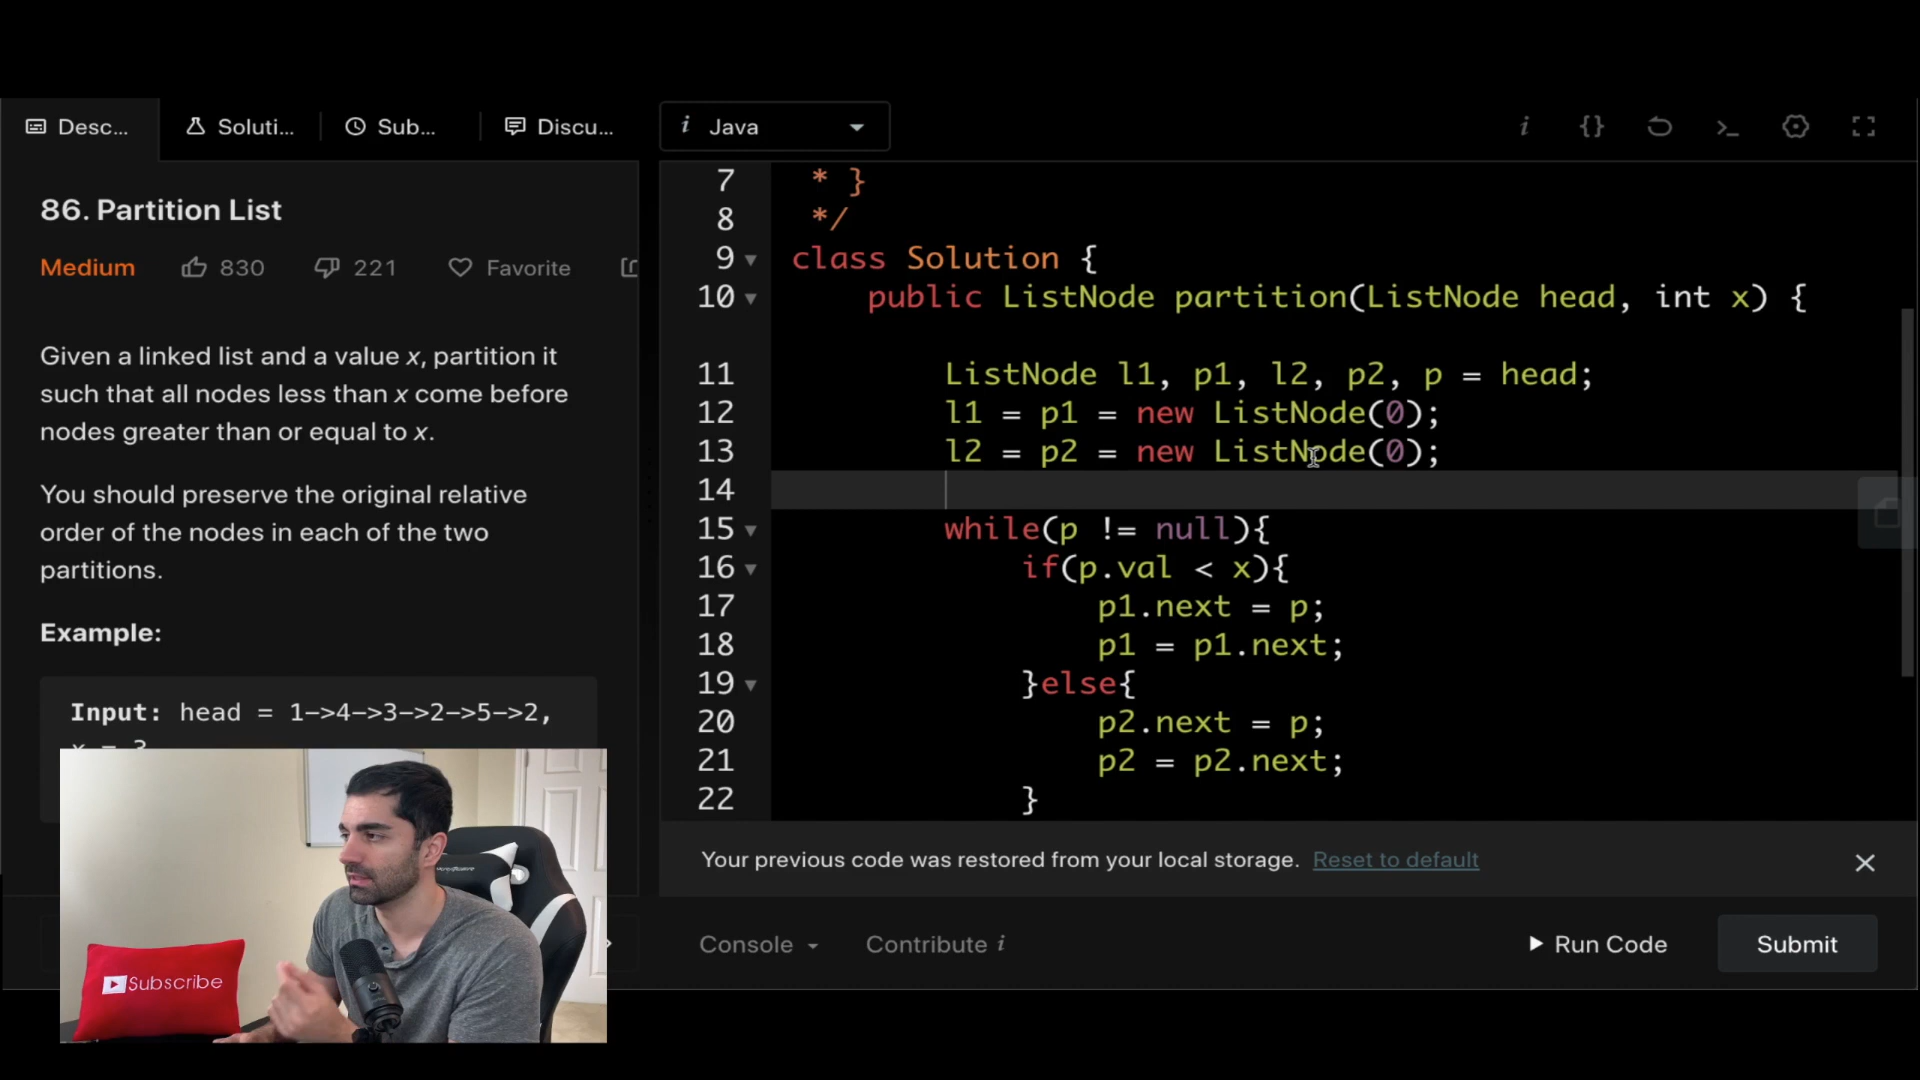 Desc...
Soluti...
Sub...
Discu...
Java
86. Partition List
Medium
830
221
Favorite
Given a linked list and a value x, partition it
such that all nodes less than x come before
nodes greater than or equal to x.
You should preserve the original relative
order of the nodes in each of the two
partitions.
Example:
Input: head = 1->4->3->2->5->2,
x = 3
Subscribe
7 * }
8 */
9 class Solution {
10 public ListNode partition(ListNode head, int x) {
11 ListNode l1, p1, l2, p2, p = head;
12 l1 = p1 = new ListNode(0);
13 l2 = p2 = new ListNode(0);
14
15 while(p != null){
16 if(p.val < x){
17 p1.next = p;
18 p1 = p1.next;
19 }else{
20 p2.next = p;
21 p2 = p2.next;
22 }
Your previous code was restored from your local storage. Reset to default
Console
Contribute i
Run Code
Submit